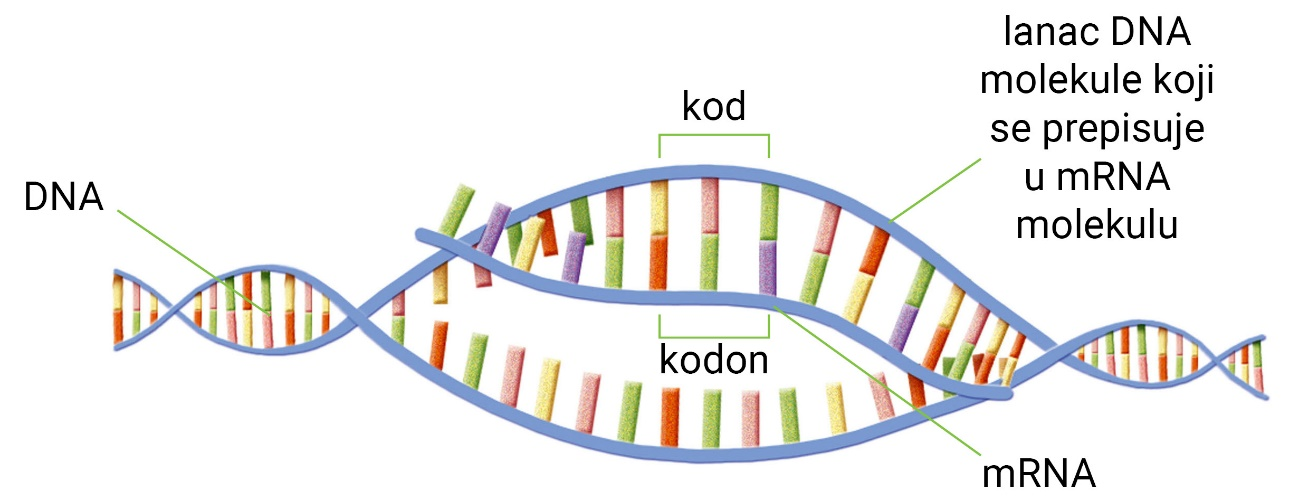 lanac DNA
molekule koji
se prepisuje
u mRNA
molekulu
kod
DNA
kodon
mRNA